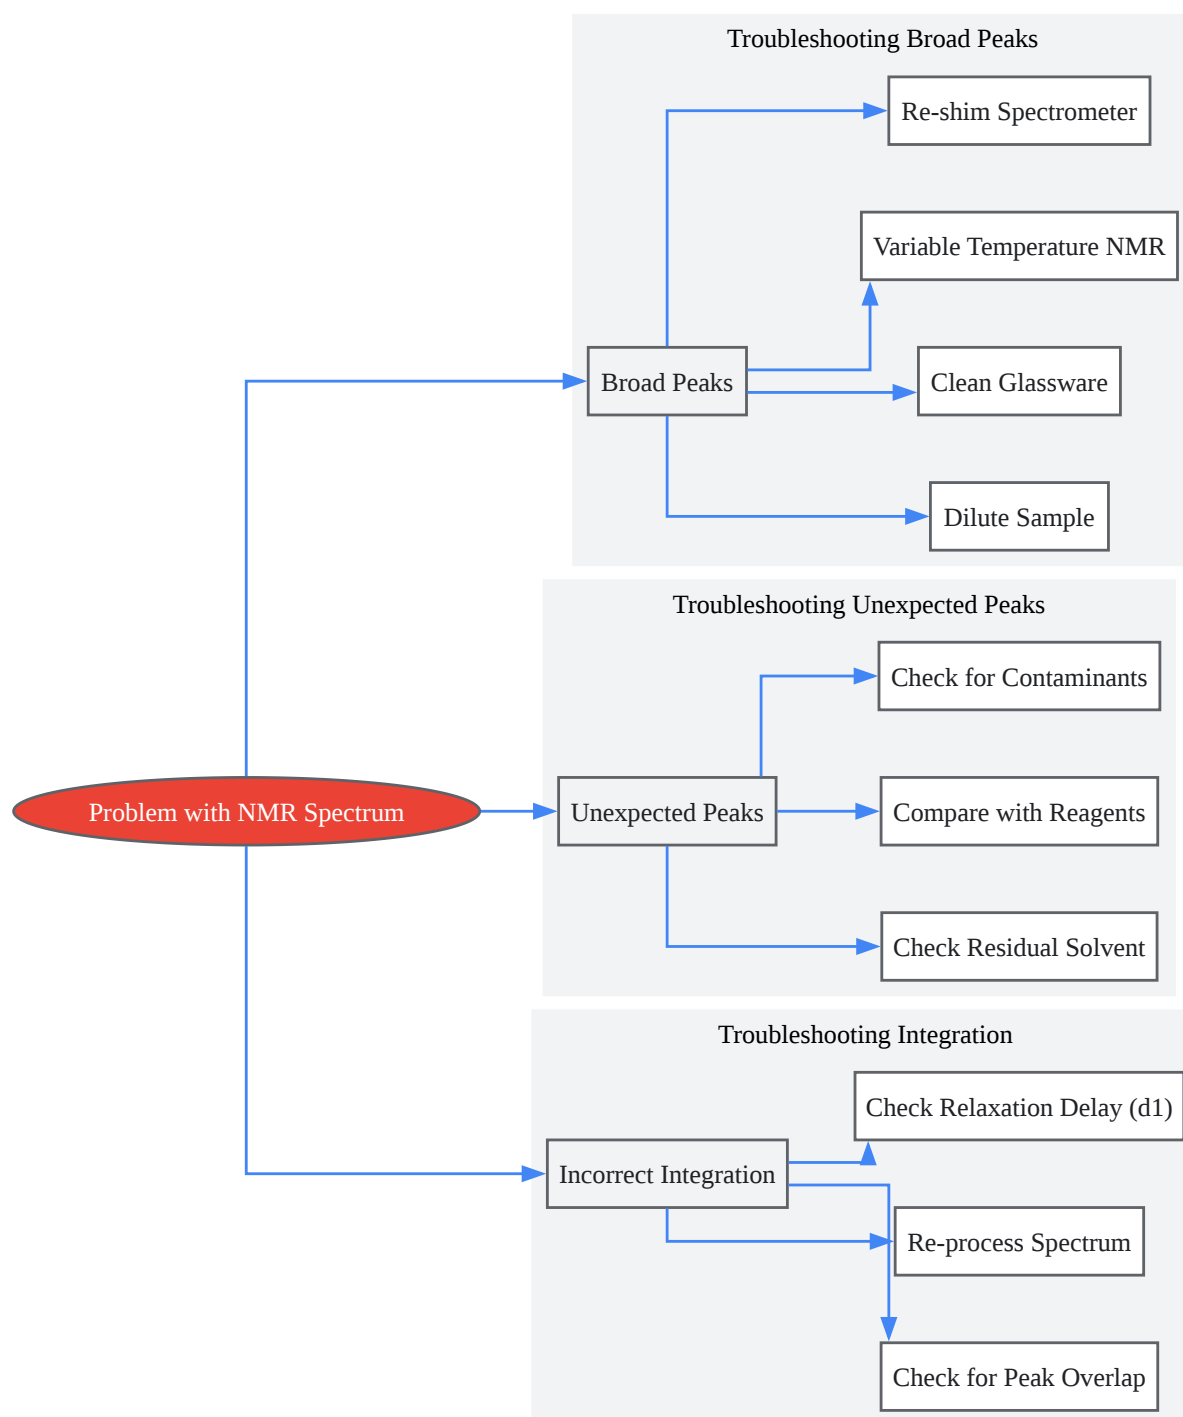 Troubleshooting Broad Peaks
Re-shim Spectrometer
Variable Temperature NMR
Broad Peaks
Clean Glassware
Dilute Sample
Troubleshooting Unexpected Peaks
Check for Contaminants
Problem with NMR Spectrum
Unexpected Peaks
Compare with Reagents
Check Residual Solvent
Troubleshooting Integration
Check Relaxation Delay (d1)
Incorrect Integration
Re-process Spectrum
Check for Peak Overlap